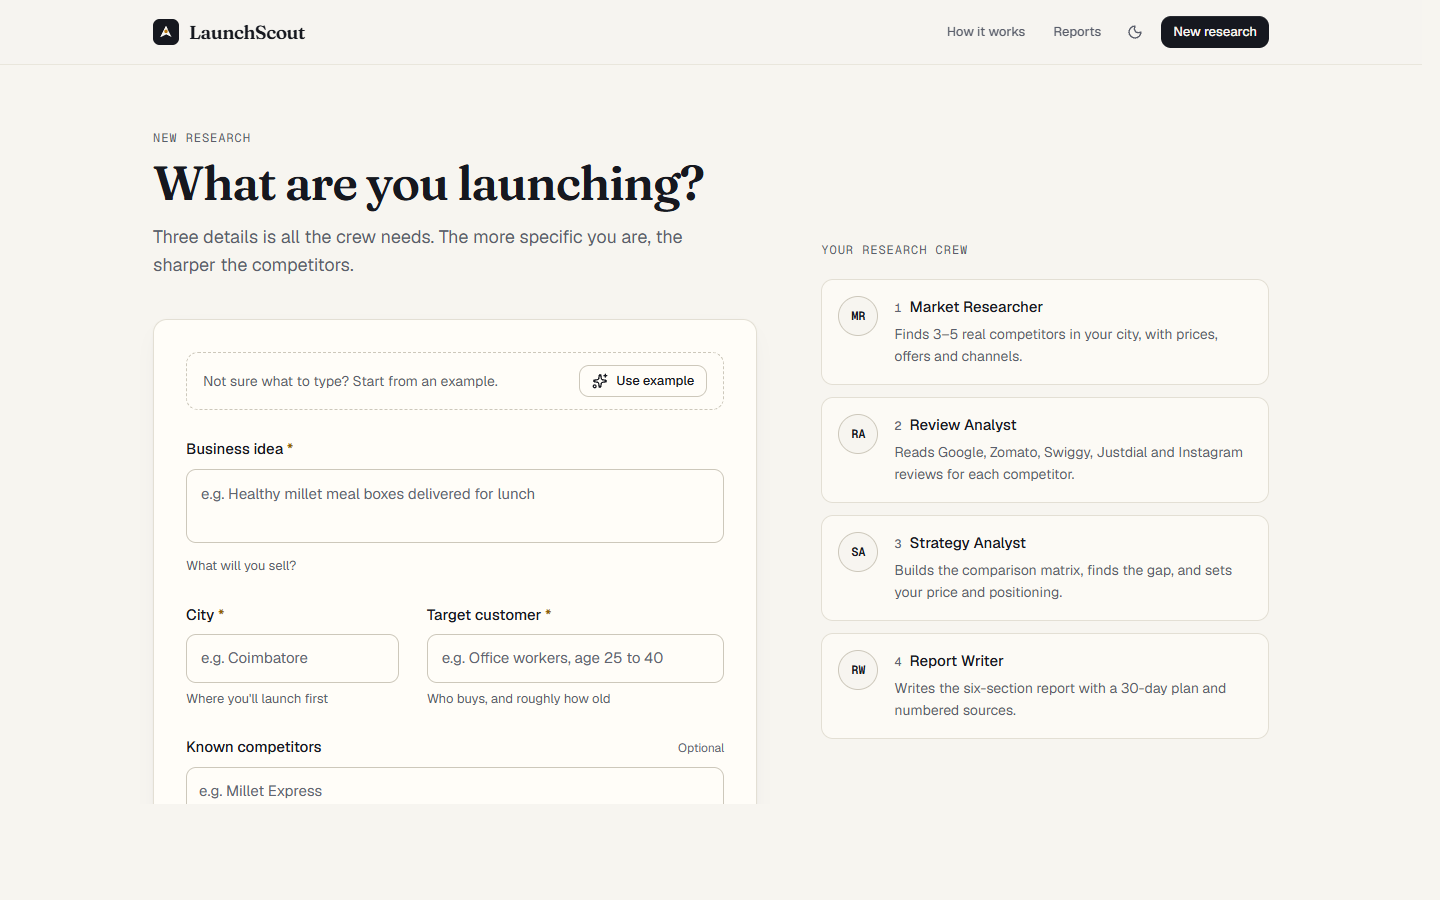 LaunchScout
How it works
Reports
New research
NEW RESEARCH
What are you launching?
Three details is all the crew needs. The more specific you are, the
sharper the competitors.
Not sure what to type? Start from an example.
Use example
Business idea *
e.g. Healthy millet meal boxes delivered for lunch
What will you sell?
City *
e.g. Coimbatore
Where you'll launch first
Target customer *
e.g. Office workers, age 25 to 40
Who buys, and roughly how old
Known competitors
Optional
e.g. Millet Express
YOUR RESEARCH CREW
MR
1 Market Researcher
Finds 3–5 real competitors in your city, with prices,
offers and channels.
RA
2 Review Analyst
Reads Google, Zomato, Swiggy, Justdial and Instagram
reviews for each competitor.
SA
3 Strategy Analyst
Builds the comparison matrix, finds the gap, and sets
your price and positioning.
RW
4 Report Writer
Writes the six-section report with a 30-day plan and
numbered sources.